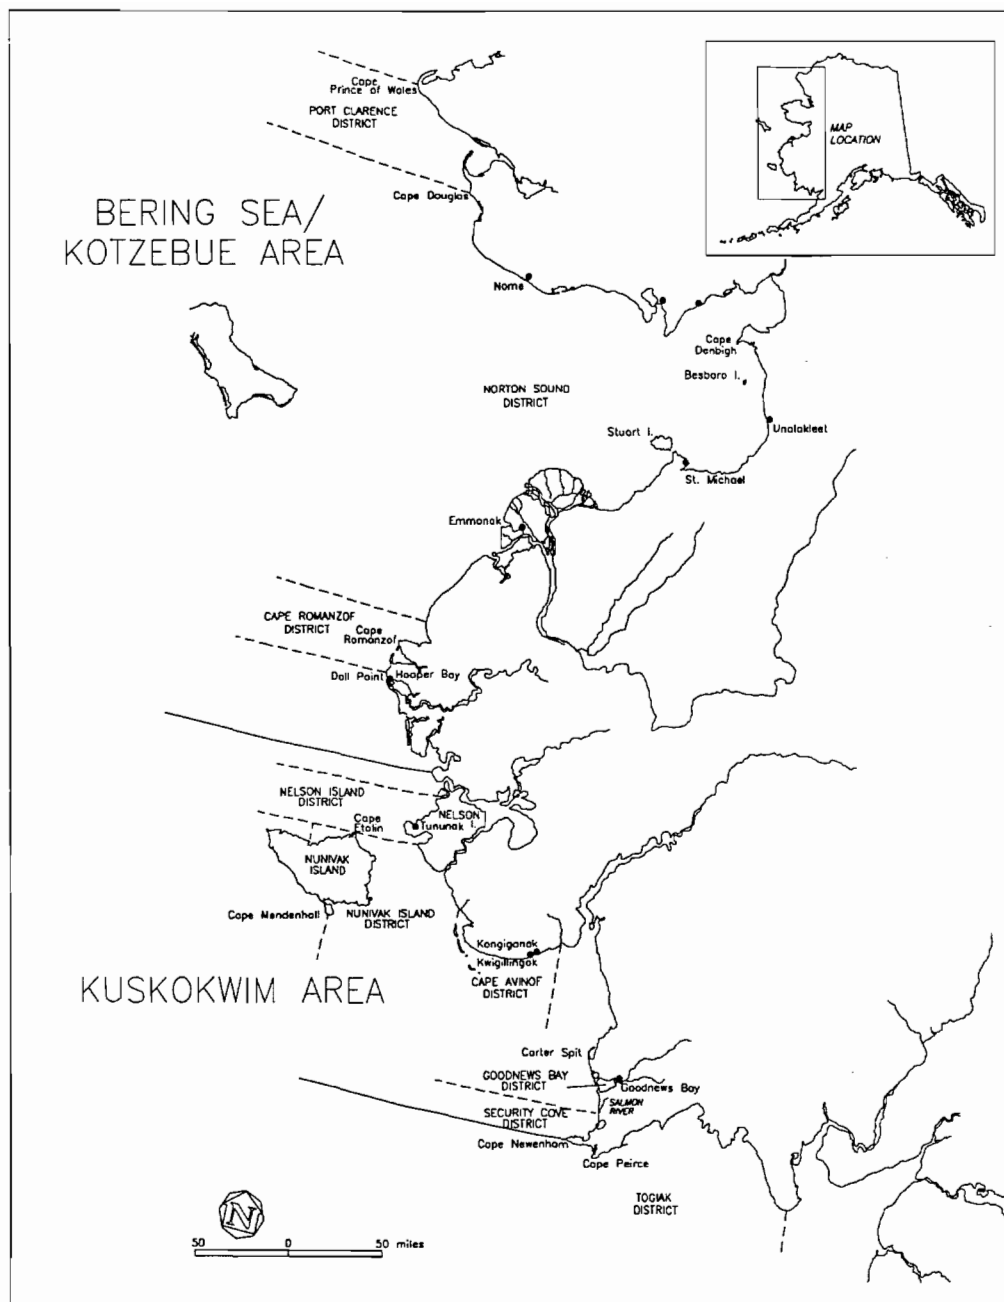 Cape
Prince of Wales
PORT CLARENCE
DISTRICT
MAP
LOCATION
Cape Douglas
BERING SEA/
KOTZEBUE AREA
Nome
Cape
Denbigh
Besboro I.
NORTON SOUND
DISTRICT
Stuart I.
Unalakleet
St. Michael
Emmonak
CAPE ROMANZOF
DISTRICT
Cape
Romanzof
Dall Point
Hooper Bay
NELSON ISLAND
DISTRICT
Cape
Etolin
NELSON
I.
Tununak
NUNIVAK
ISLAND
Cape Mendenhall
NUNIVAK ISLAND
DISTRICT
Kongiganak
Kwigillingok
CAPE AVINOF
DISTRICT
KUSKOKWIM AREA
Carter Spit
GOODNEWS BAY
DISTRICT
Goodnews Bay
SALMON
RIVER
SECURITY COVE
DISTRICT
Cape Newenham
Cape Peirce
TOGIAK
DISTRICT
N
50 0 50 miles